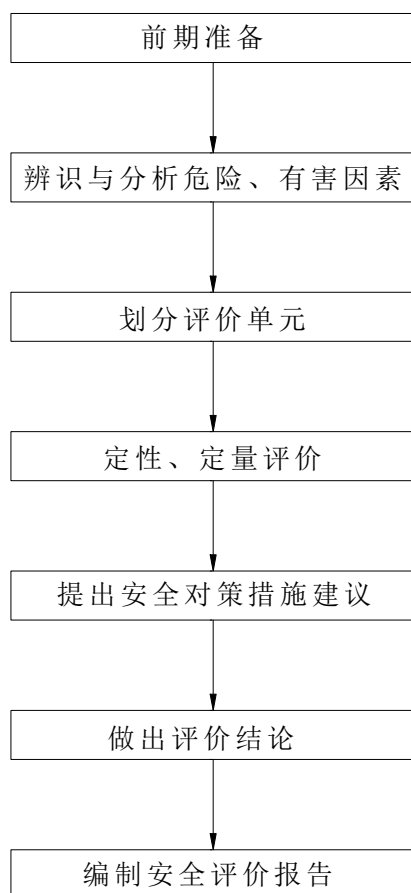 前期准备
辨识与分析危险、有害因素
划分评价单元
定性、定量评价
提出安全对策措施建议
做出评价结论
编制安全评价报告